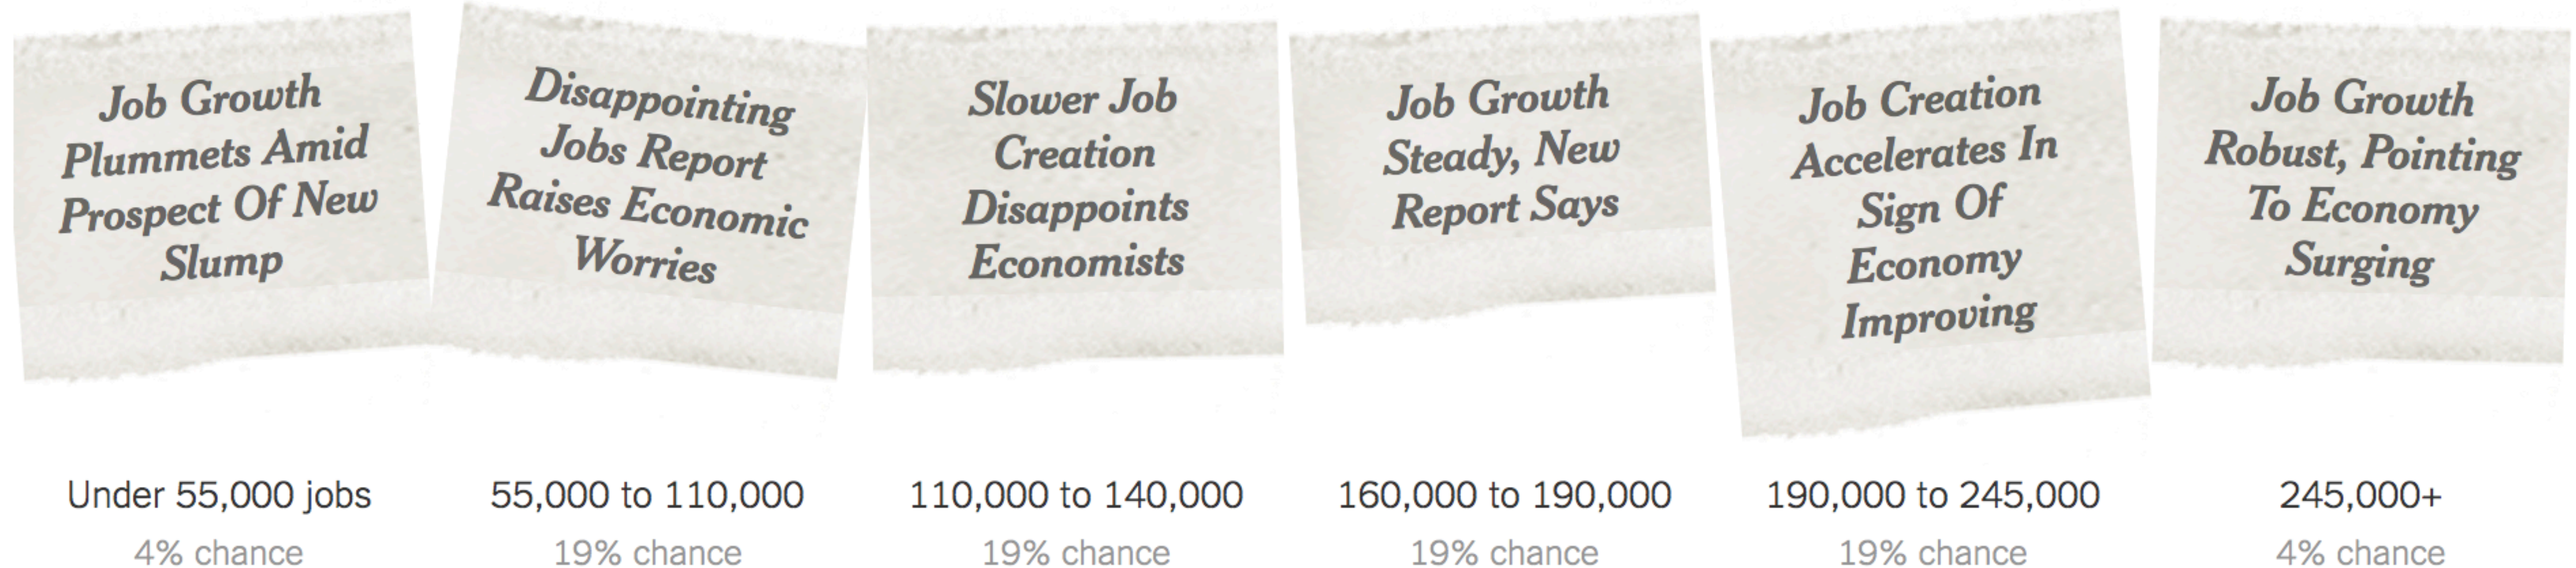 Job Growth
Plummets Amid
Prospect Of New
Slump
Disappointing
Jobs Report
Raises Economic
Worries
Slower Job
Creation
Disappoints
Economists
Job Growth
Steady, New
Report Says
Job Creation
Accelerates In
Sign Of
Economy
Improving
Job Growth
Robust, Pointing
To Economy
Surging
Under 55,000 jobs
4% chance
55,000 to 110,000
19% chance
110,000 to 140,000
19% chance
160,000 to 190,000
19% chance
190,000 to 245,000
19% chance
245,000+
4% chance